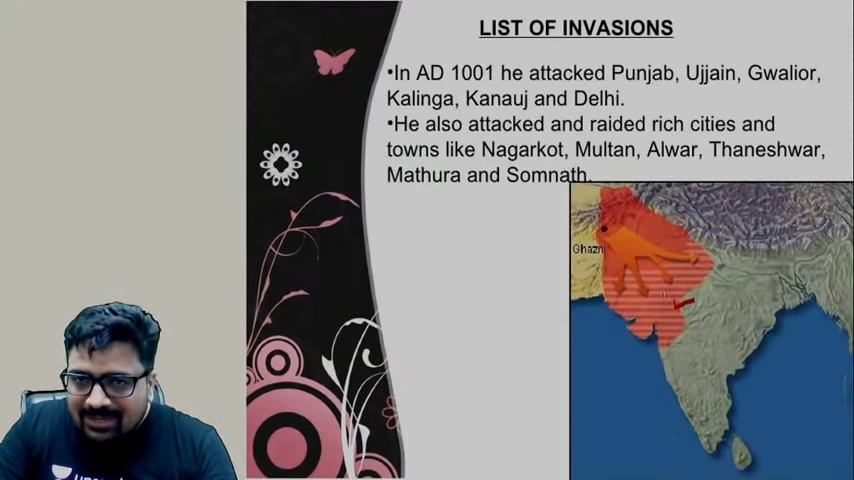 LIST OF INVASIONS
•In AD 1001 he attacked Punjab, Ujjain, Gwalior,
Kalinga, Kanauj and Delhi.
•He also attacked and raided rich cities and
towns like Nagarkot, Multan, Alwar, Thaneshwar,
Mathura and Somnath.
Ghazni